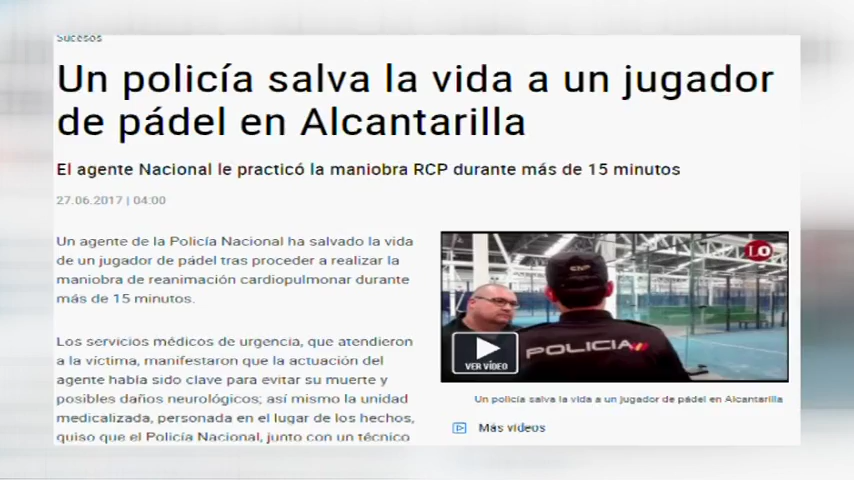 Sucesos
Un policía salva la vida a un jugador
de pádel en Alcantarilla
El agente Nacional le practicó la maniobra RCP durante más de 15 minutos
27.06.2017 | 04:00
Un agente de la Policía Nacional ha salvado la vida
de un jugador de pádel tras proceder a realizar la
maniobra de reanimación cardiopulmonar durante
más de 15 minutos.
Los servicios médicos de urgencia, que atendieron
a la víctima, manifestaron que la actuación del
agente había sido clave para evitar su muerte y
posibles daños neurológicos; así mismo la unidad
medicalizada, personada en el lugar de los hechos,
quiso que el Policía Nacional, junto con un técnico
LO
CNP
POLICIA
VER VÍDEO
Un policía salva la vida a un jugador de pádel en Alcantarilla
Más vídeos